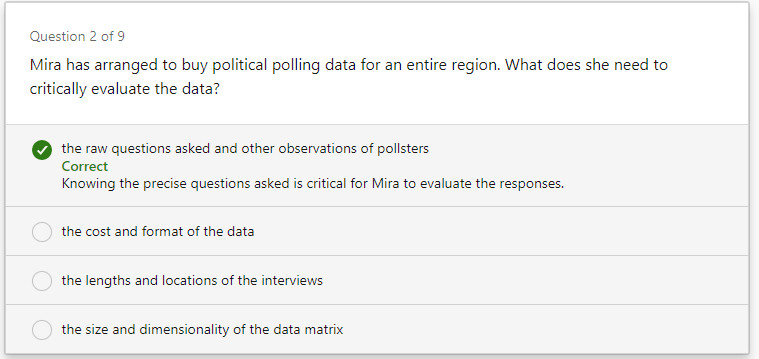 Question 2 of 9
Mira has arranged to buy political polling data for an entire region. What does she need to
critically evaluate the data?
the raw questions asked and other observations of pollsters
Correct
Knowing the precise questions asked is critical for Mira to evaluate the responses.
the cost and format of the data
the lengths and locations of the interviews
the size and dimensionality of the data matrix